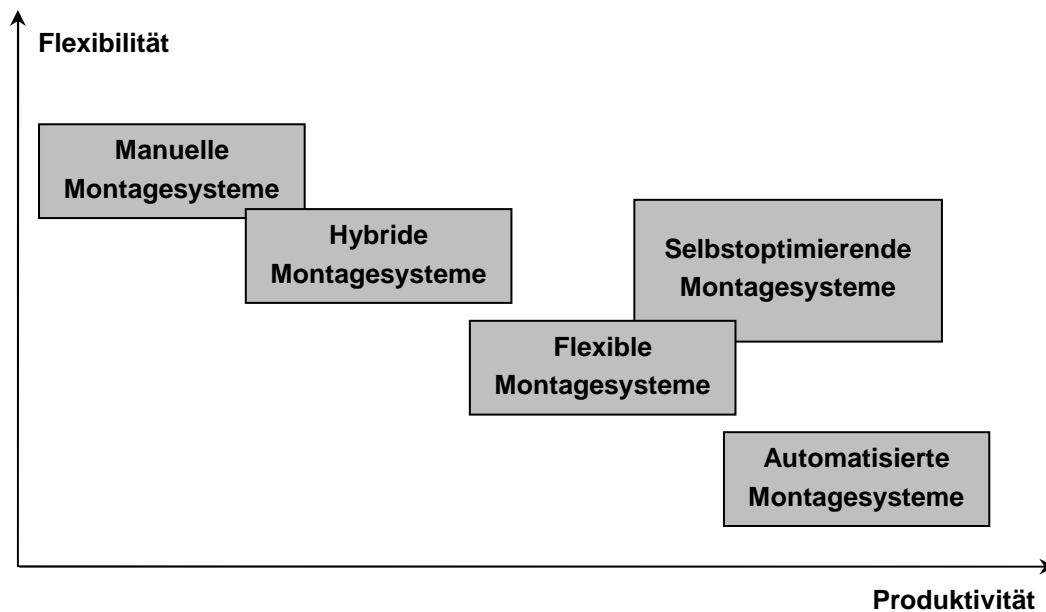 Flexibilität
Manuelle
Montagesysteme
Hybride
Montagesysteme
Selbstoptimierende
Montagesysteme
Flexible
Montagesysteme
Automatisierte
Montagesysteme
Produktivität